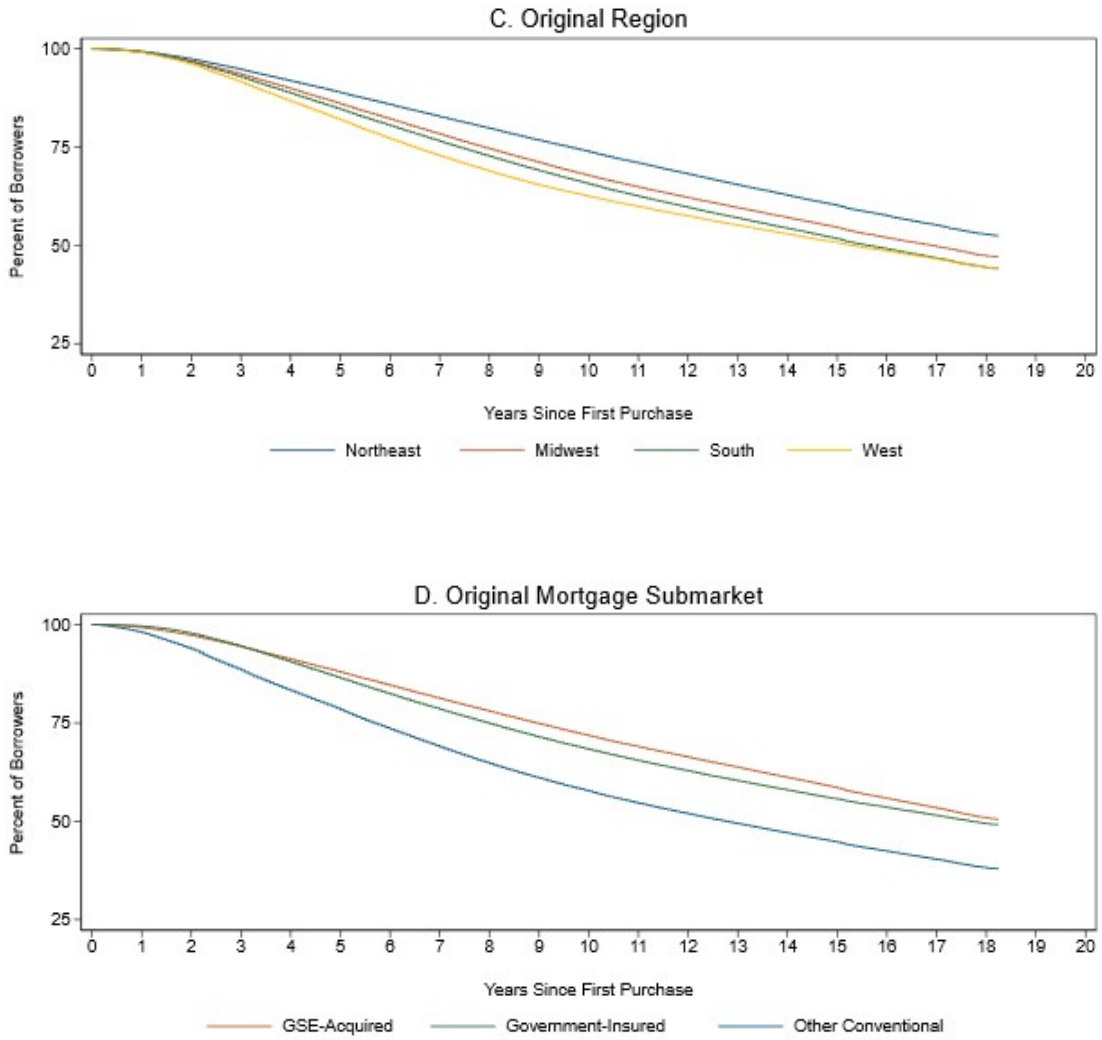 C. Original Region
100
75
50
25
Percent of Borrowers
0 1 2 3 4 5 6 7 8 9 10 11 12 13 14 15 16 17 18 19 20
Years Since First Purchase
Northeast Midwest South West
D. Original Mortgage Submarket
100
75
50
25
Percent of Borrowers
0 1 2 3 4 5 6 7 8 9 10 11 12 13 14 15 16 17 18 19 20
Years Since First Purchase
GSE-Acquired Government-Insured Other Conventional